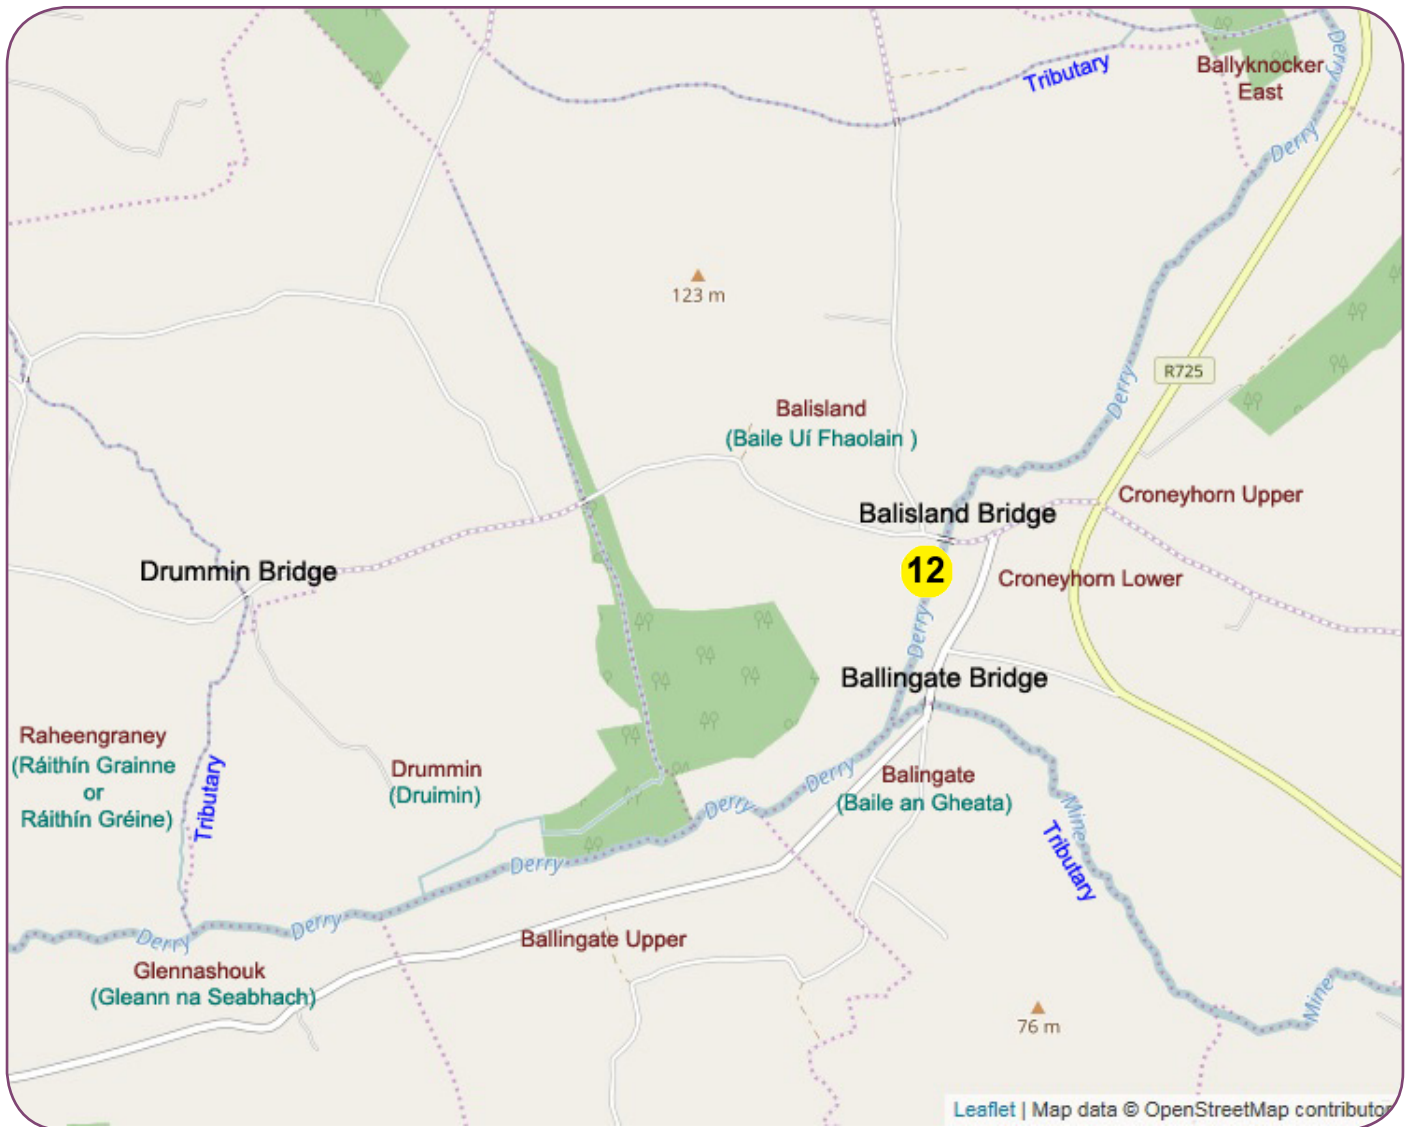 Derry
Ballyknocker
East
Tributary
Derry
123 m
R725
Derry
Balisland
(Baile Uí Fhaolain )
Croneyhorn Upper
Balisland Bridge
Drummin Bridge
12
Croneyhorn Lower
Derry
Ballingate Bridge
Raheengraney
(Ráithín Grainne
or
Ráithín Gréine)
Tributary
Drummin
(Druimin)
Derry
Balingate
(Baile an Gheata)
Derry
Mine
Tributary
Derry
Derry
Derry
Ballingate Upper
Glennashouk
(Gleann na Seabhach)
Mine
76 m
Leaflet | Map data © OpenStreetMap contributor